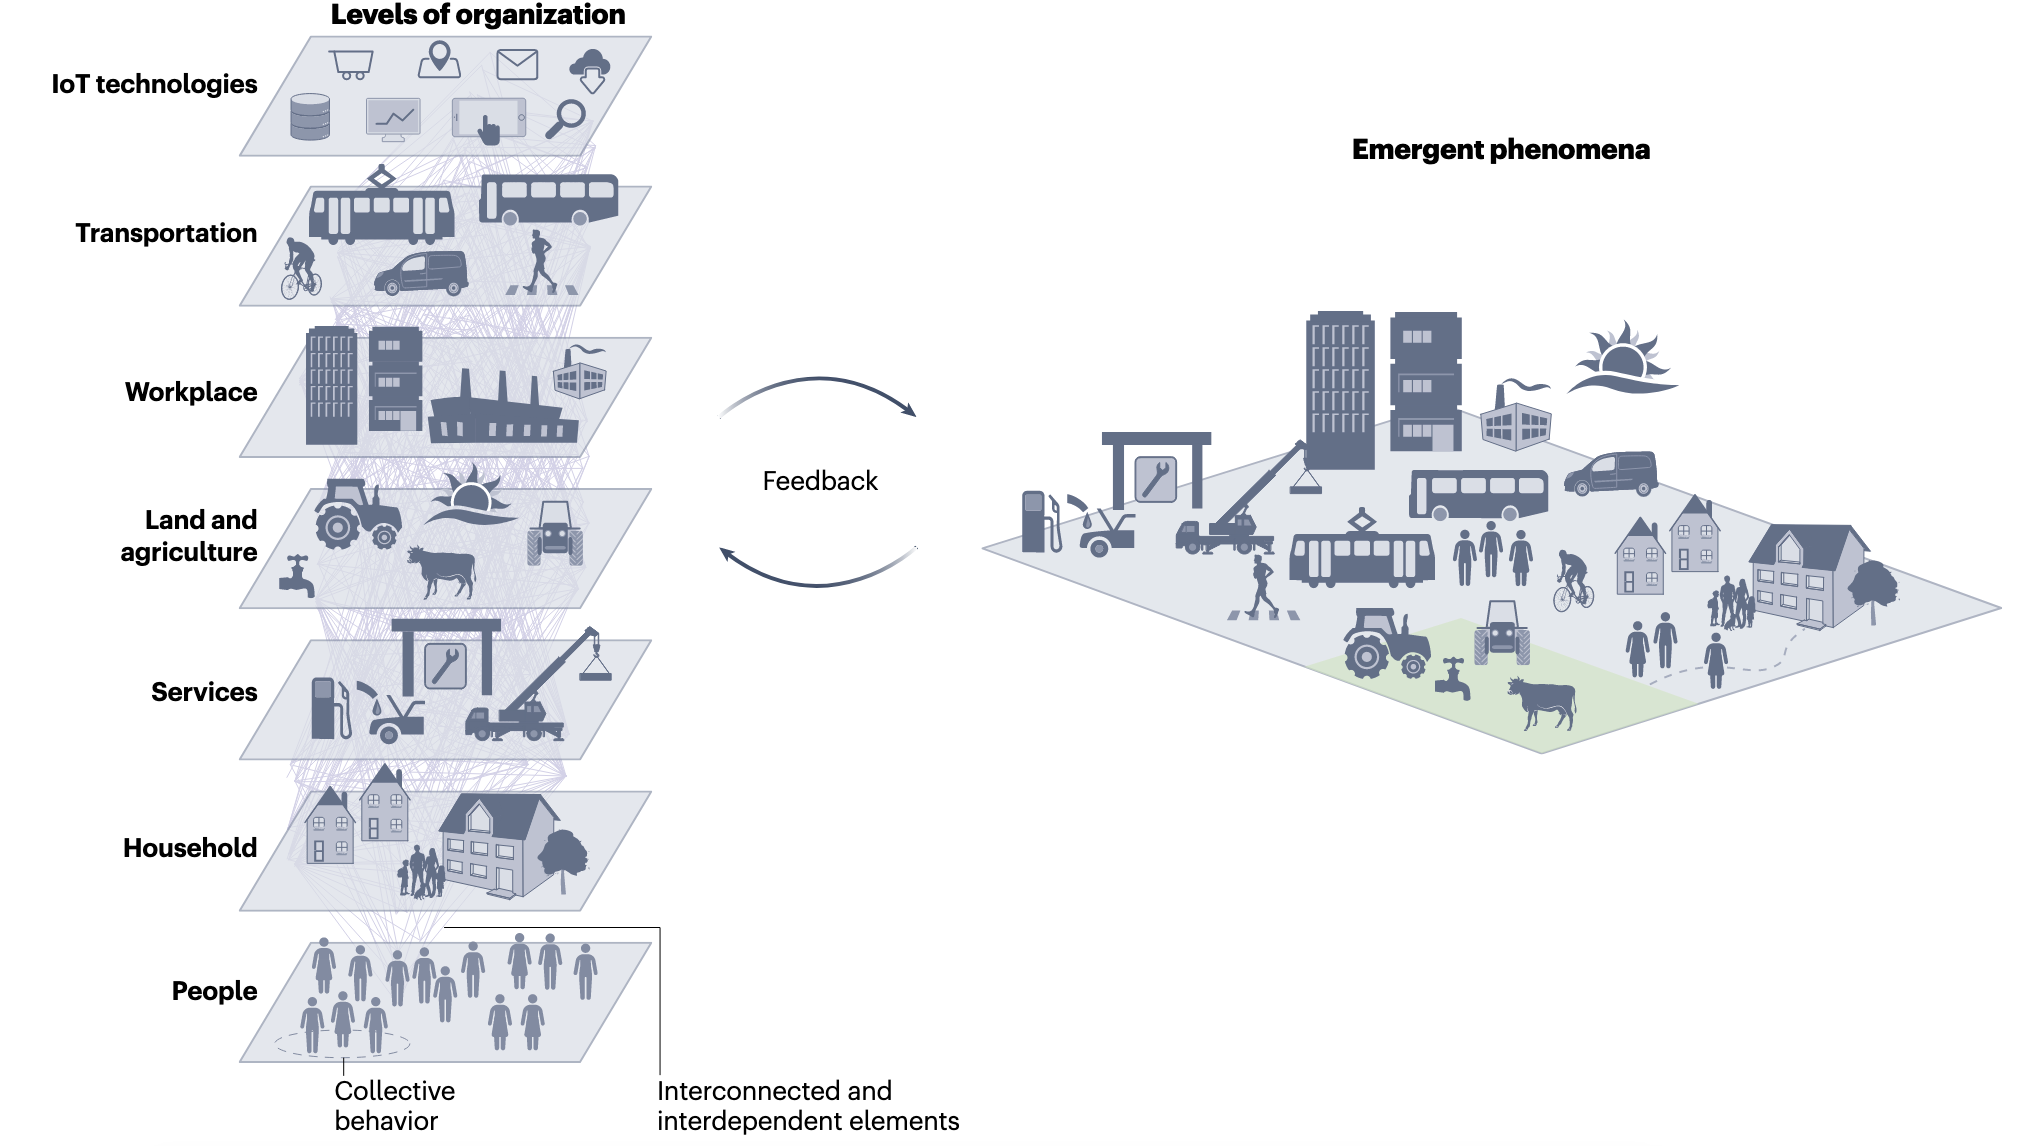 Levels of organization
IoT technologies
Transportation
Workplace
Land and
agriculture
Services
Household
People
Collective
behavior
Interconnected and
interdependent elements
Feedback
Emergent phenomena